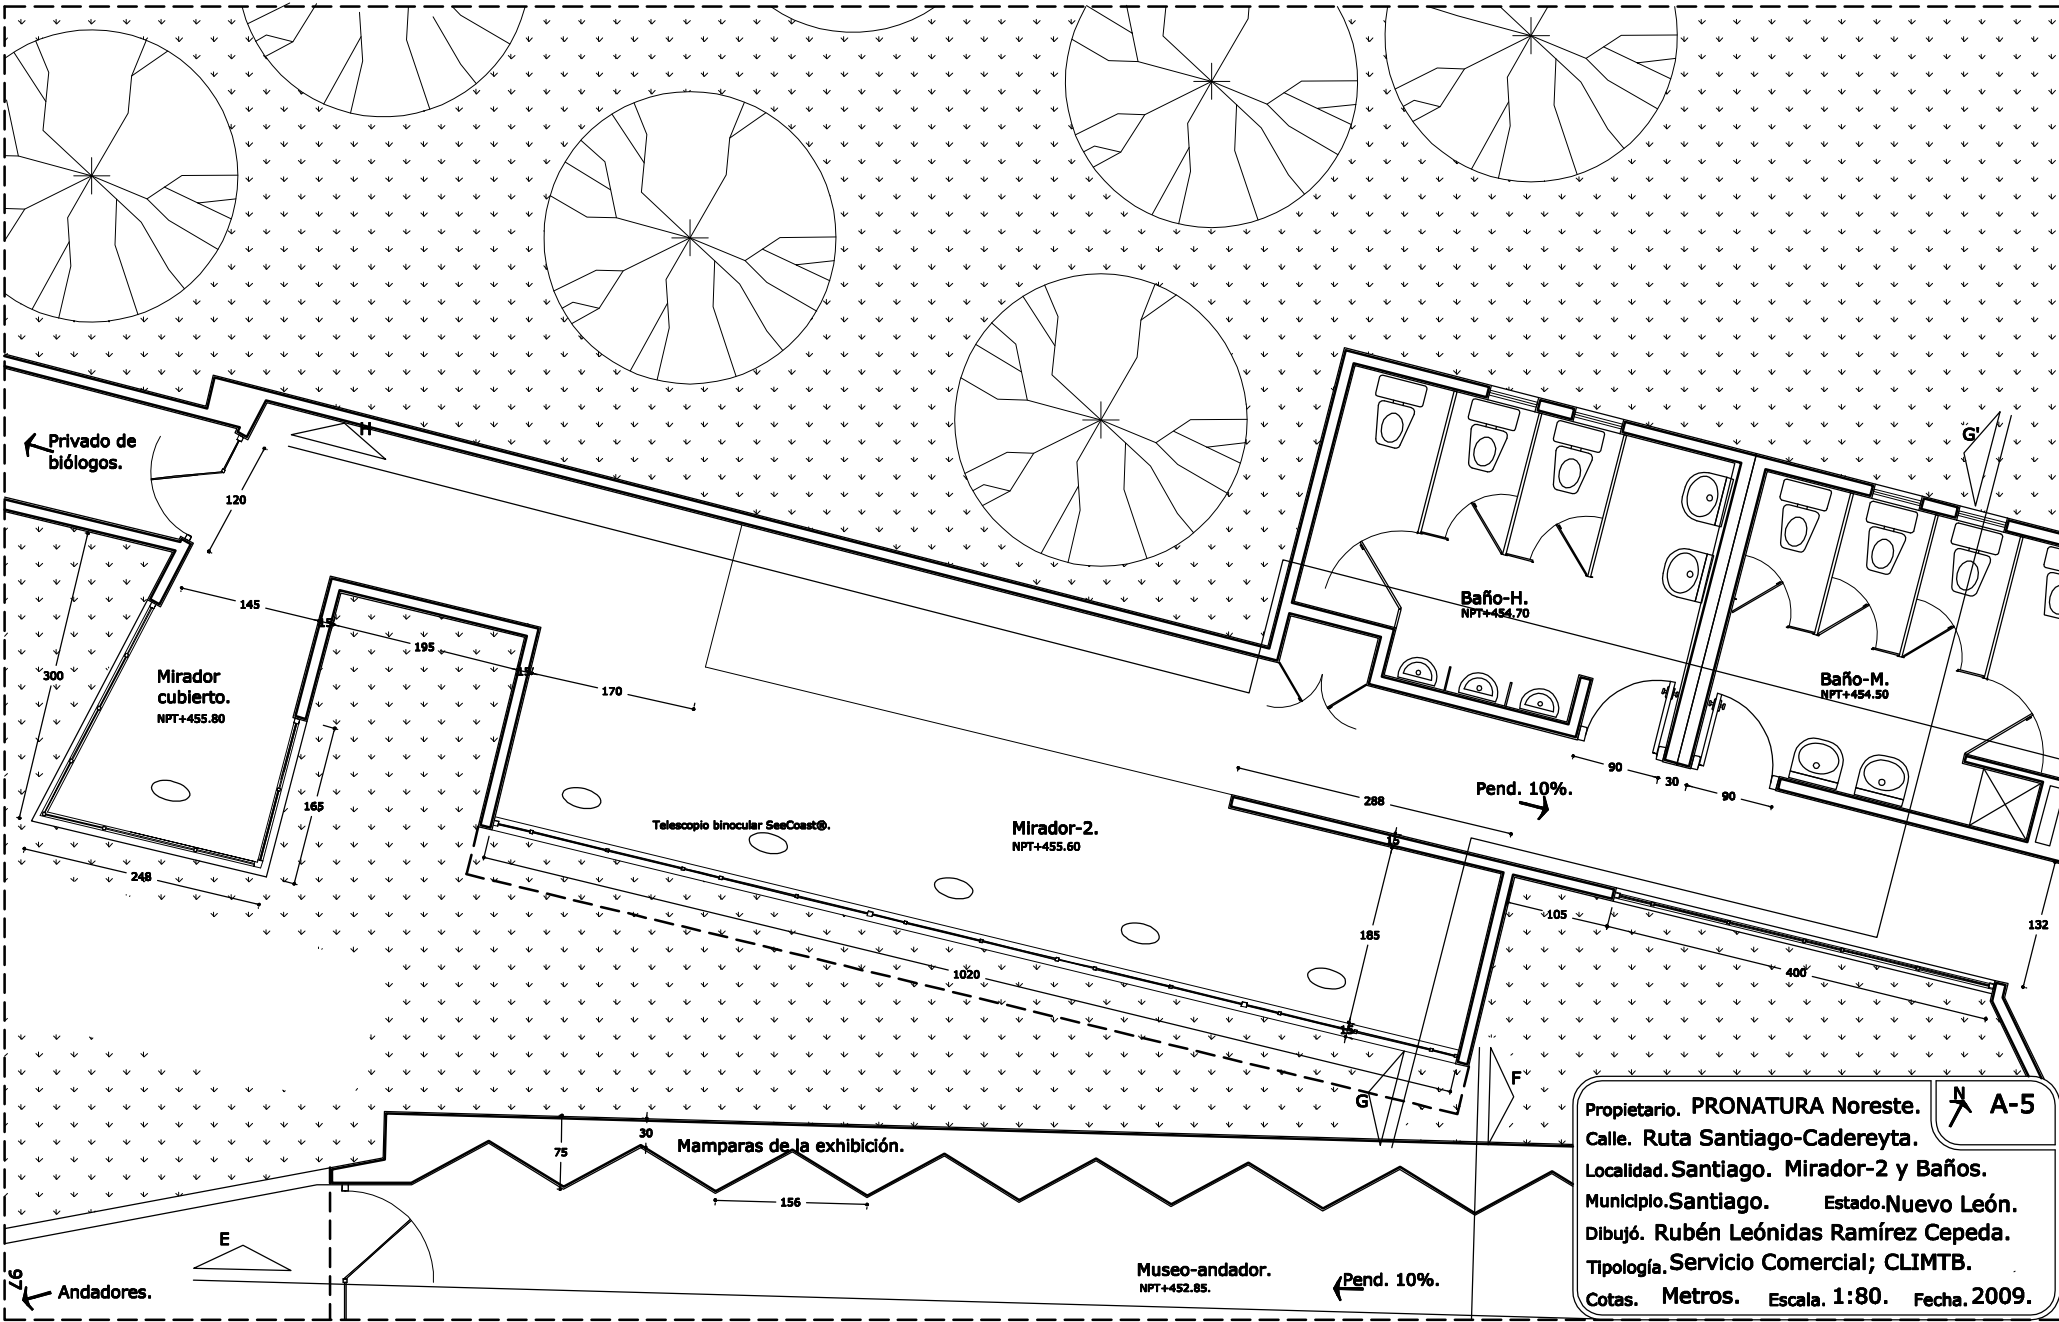 H
G'
Privado de
biólogos.
120
145
15
195
15
170
300
Mirador
cubierto.
NPT+455.80
165
248
Baño-H.
NPT+454.70
Baño-M.
NPT+454.50
90
30
90
Pend. 10%.
288
15
Telescopio binocular SeeCoast®.
Mirador-2.
NPT+455.60
185
105
132
400
1020
15
G
F
75
30
Mamparas de la exhibición.
156
E
97
Andadores.
Museo-andador.
NPT+452.85.
Pend. 10%.
N
A-5
Propietario. PRONATURA Noreste.
Calle. Ruta Santiago-Cadereyta.
Localidad. Santiago. Mirador-2 y Baños.
Municipio. Santiago. Estado. Nuevo León.
Dibujó. Rubén Leónidas Ramírez Cepeda.
Tipología. Servicio Comercial; CLIMTB.
Cotas. Metros. Escala. 1:80. Fecha. 2009.